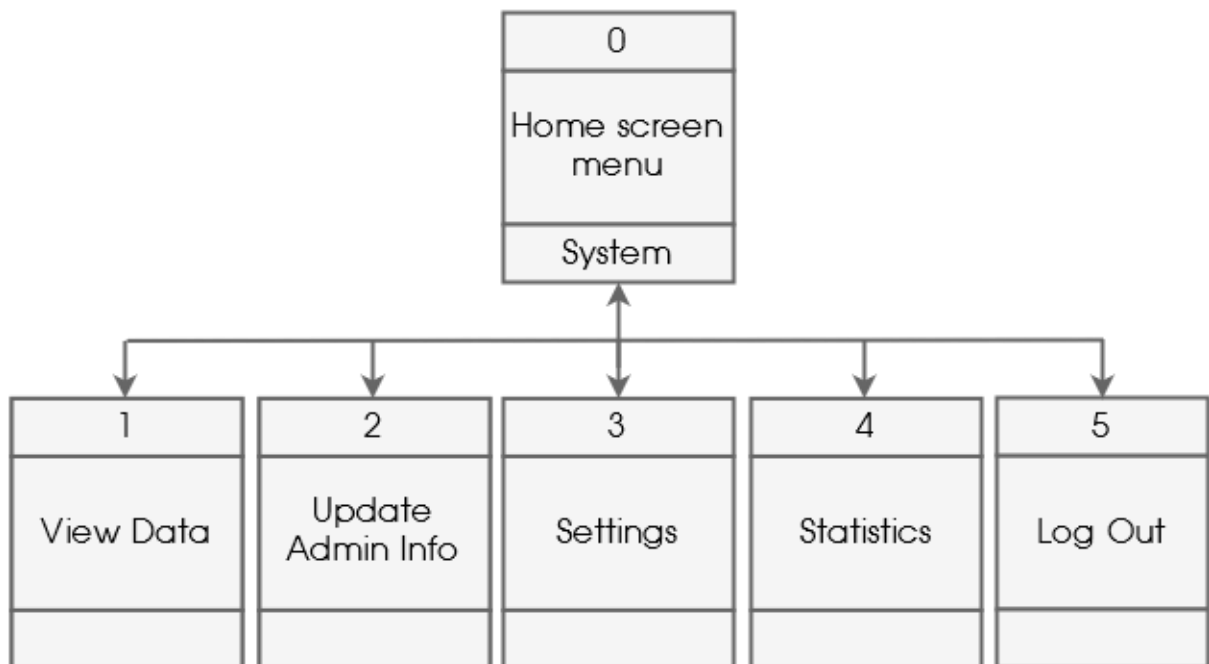 0
Home screen
menu
System
1
View Data
2
Update
Admin Info
3
Settings
4
Statistics
5
Log Out